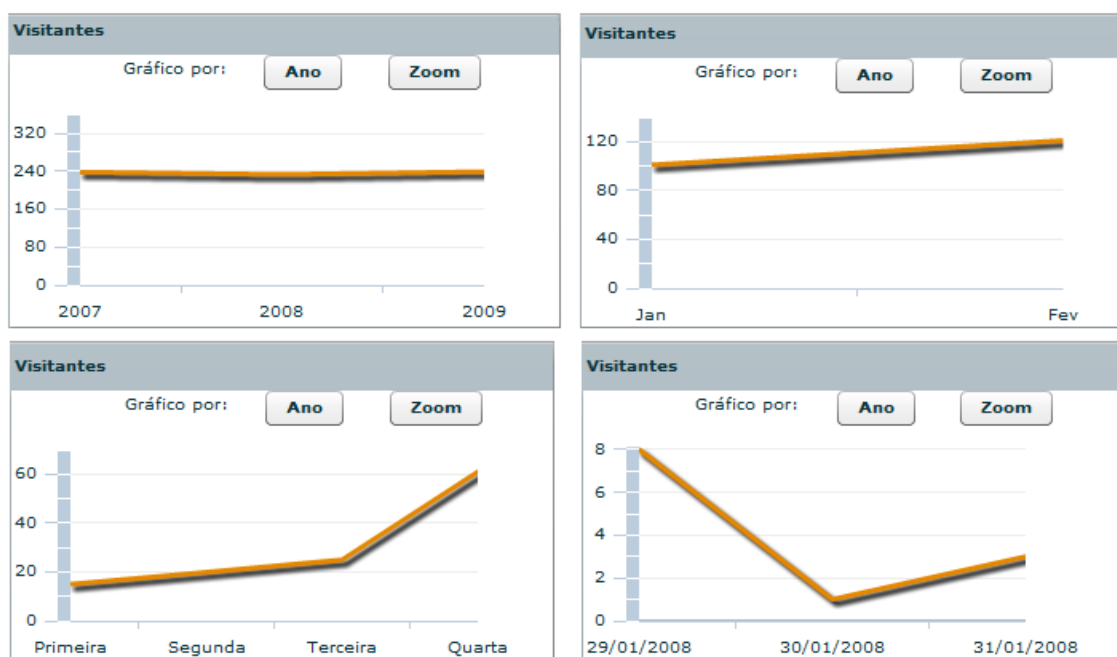 Visitantes
Gráfico por: Ano Zoom
320
240
160
80
0
2007 2008 2009
Visitantes
Gráfico por: Ano Zoom
120
80
40
0
Jan Fev
Visitantes
Gráfico por: Ano Zoom
60
40
20
0
Primeira Segunda Terceira Quarta
Visitantes
Gráfico por: Ano Zoom
8
6
4
2
0
29/01/2008 30/01/2008 31/01/2008